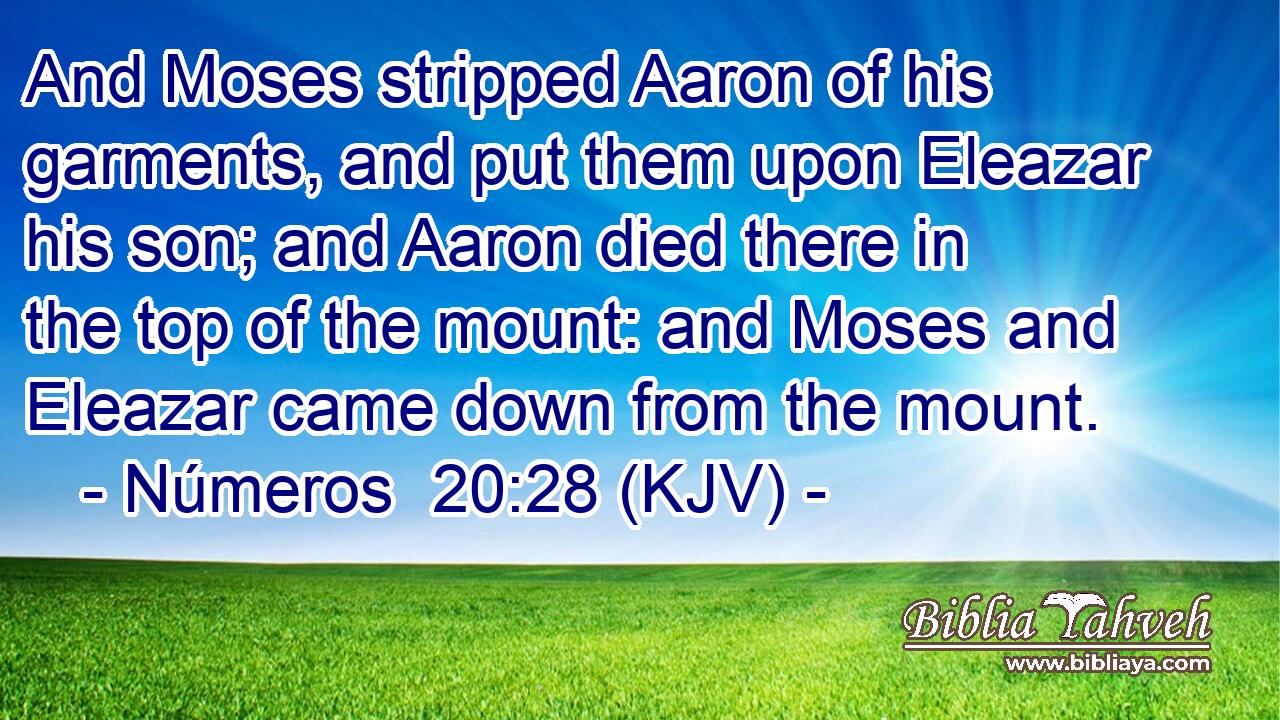 And Moses stripped Aaron of his
garments, and put them upon Eleazar
his son; and Aaron died there in
the top of the mount: and Moses and
Eleazar came down from the mount.
- Números 20:28 (KJV) -
Biblia Yahveh
www.bibliaya.com